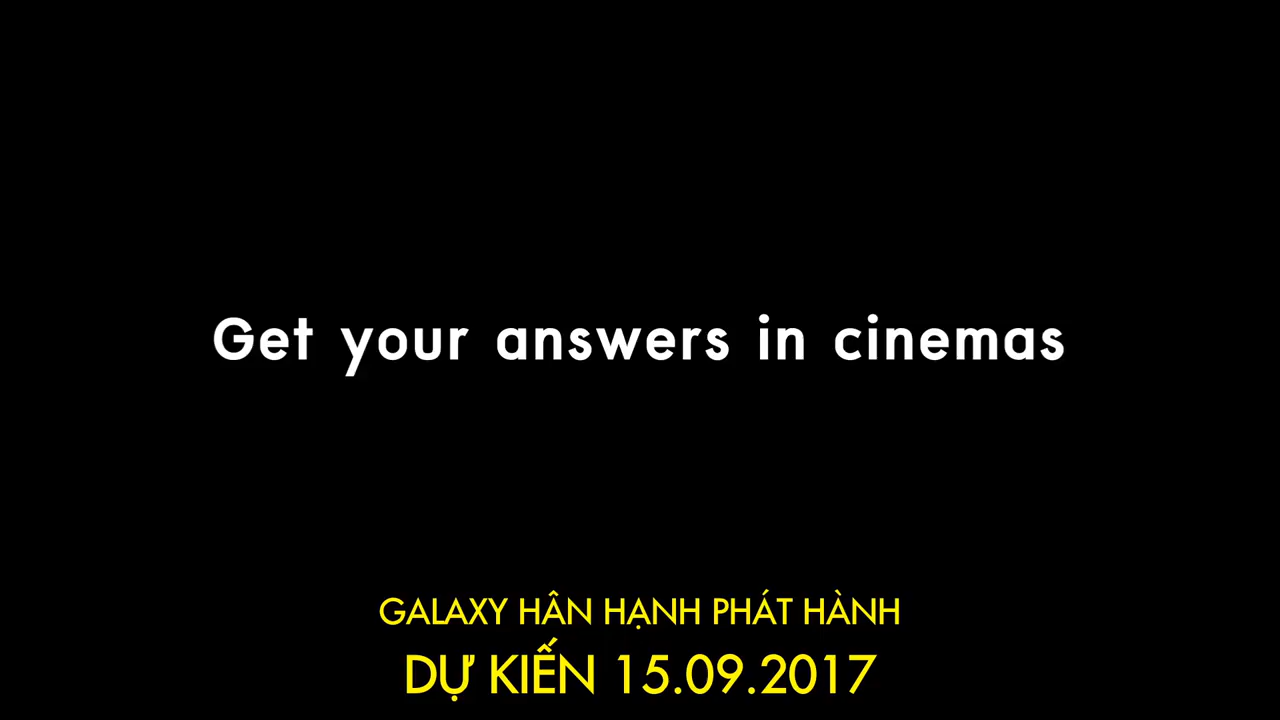 Get your answers in cinemas
GALAXY HÂN HẠNH PHÁT HÀNH
DỰ KIẾN 15.09.2017